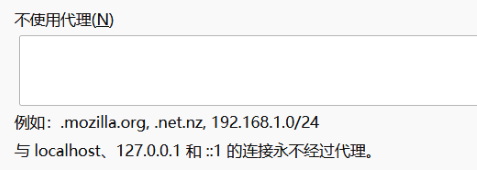 不使用代理(N)
例如：.mozilla.org, .net.nz, 192.168.1.0/24
与 localhost、127.0.0.1 和 ::1 的连接永不经过代理。